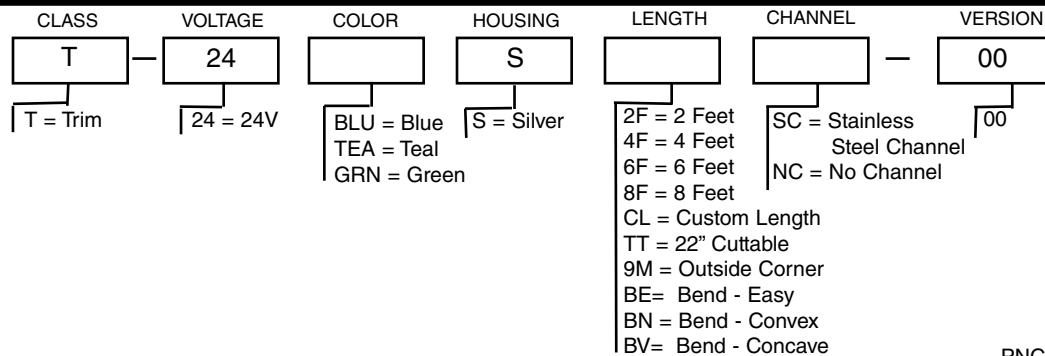 CLASS VOLTAGE COLOR HOUSING LENGTH CHANNEL VERSION
T — 24 S — 00
T = Trim
24 = 24V
BLU = Blue
TEA = Teal
GRN = Green
S = Silver
2F = 2 Feet
4F = 4 Feet
6F = 6 Feet
8F = 8 Feet
CL = Custom Length
TT = 22” Cuttable
9M = Outside Corner
BE= Bend - Easy
BN = Bend - Convex
BV= Bend - Concave
SC = Stainless
Steel Channel
NC = No Channel
00